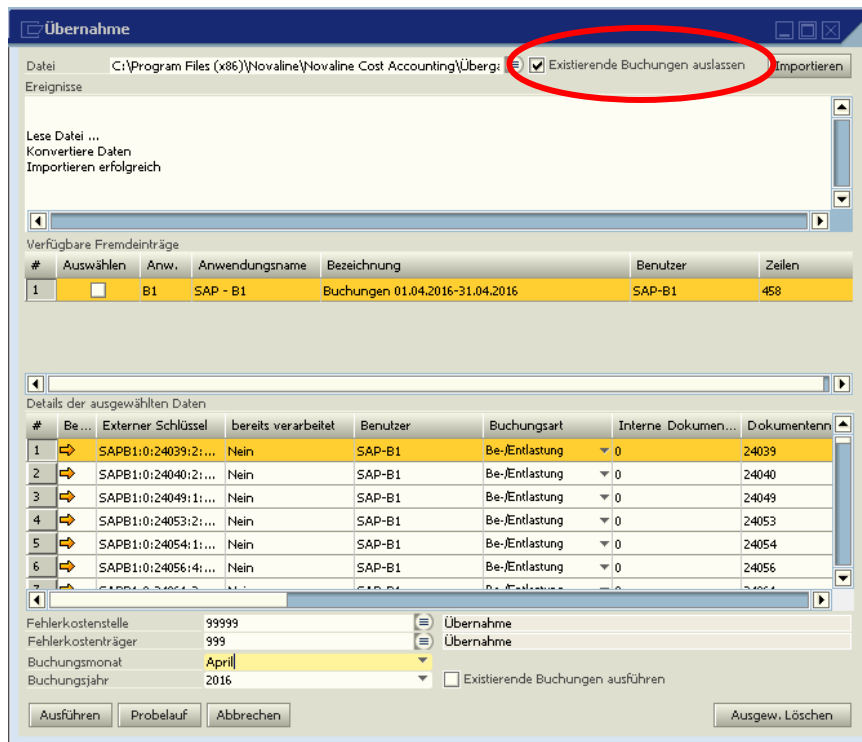 Übernahme
Datei C:\Program Files (x86)\Novaline\Novaline Cost Accounting\Überga Existierende Buchungen auslassen Importieren
Ereignisse
Lese Datei ...
Konvertiere Daten
Importieren erfolgreich
Verfügbare Fremdeinträge
# Auswählen Anw. Anwendungsname Bezeichnung Benutzer Zeilen
1 B1 SAP - B1 Buchungen 01.04.2016-31.04.2016 SAP-B1 458
Details der ausgewählten Daten
# Be... Externer Schlüssel bereits verarbeitet Benutzer Buchungsart Interne Dokumen... Dokumentenn
1 SAPB1:0:24039:2:... Nein SAP-B1 Be-/Entlastung 0 24039
2 SAPB1:0:24040:2:... Nein SAP-B1 Be-/Entlastung 0 24040
3 SAPB1:0:24049:1:... Nein SAP-B1 Be-/Entlastung 0 24049
4 SAPB1:0:24053:2:... Nein SAP-B1 Be-/Entlastung 0 24053
5 SAPB1:0:24054:1:... Nein SAP-B1 Be-/Entlastung 0 24054
6 SAPB1:0:24056:4:... Nein SAP-B1 Be-/Entlastung 0 24056
Fehlerkostenstelle 99999 Übernahme
Fehlerkostenträger 999 Übernahme
Buchungsmonat April
Buchungsjahr 2016 Existierende Buchungen ausführen
Ausführen Probelauf Abbrechen Ausgew. Löschen